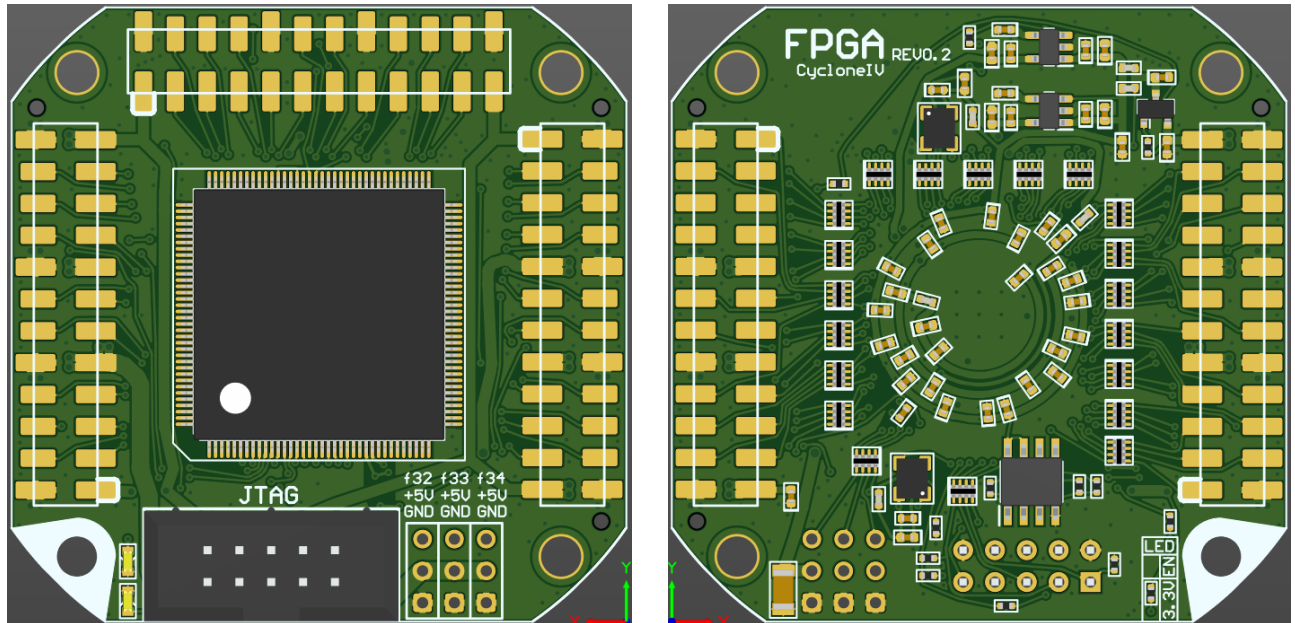 JTAG
f32 f33 f34
+5V +5V +5V
GND GND GND
Y
X
FPGA REV0.2
CycloneIV
LED
3.3V EN
Y
X